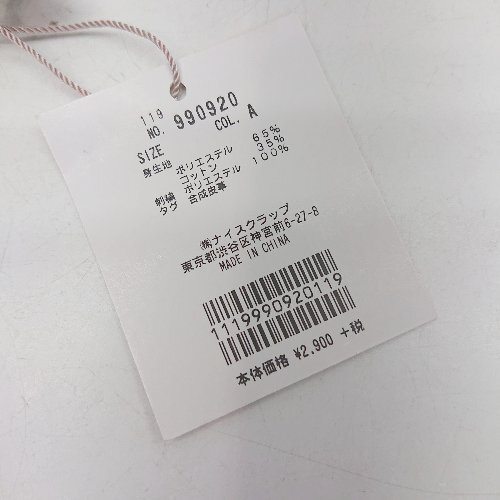 119
NO. 990920
SIZE COL. A
身生地 ポリエステル 65%
コットン 35%
刺繍 ポリエステル 100%
タグ 合成皮革
㈱ナイスクラップ
東京都渋谷区神宮前6-27-8
MADE IN CHINA
1119990920119
本体価格 ¥2,900 +税